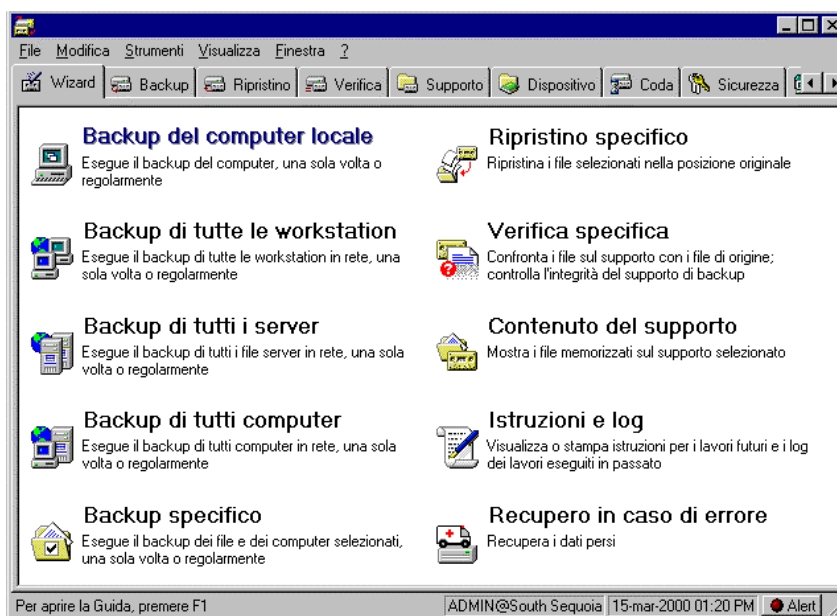 File Modifica Strumenti Visualizza Finestra ?
Wizard Backup Ripristino Verifica Supporto Dispositivo Coda Sicurezza
Backup del computer locale
Esegue il backup del computer, una sola volta o
regolarmente
Backup di tutte le workstation
Esegue il backup di tutte le workstation in rete, una
sola volta o regolarmente
Backup di tutti i server
Esegue il backup di tutti i file server in rete, una sola
volta o regolarmente
Backup di tutti computer
Esegue il backup di tutti computer in rete, una sola
volta o regolarmente
Backup specifico
Esegue il backup dei file e dei computer selezionati,
una sola volta o regolarmente
Ripristino specifico
Ripristina i file selezionati nella posizione originale
Verifica specifica
Confronta i file sul supporto con i file di origine;
controlla l'integrità del supporto di backup
Contenuto del supporto
Mostra i file memorizzati sul supporto selezionato
Istruzioni e log
Visualizza o stampa istruzioni per i lavori futuri e i log
dei lavori eseguiti in passato
Recupero in caso di errore
Recupera i dati persi
Per aprire la Guida, premere F1 ADMIN@South Sequoia 15-mar-2000 01:20 PM Alert